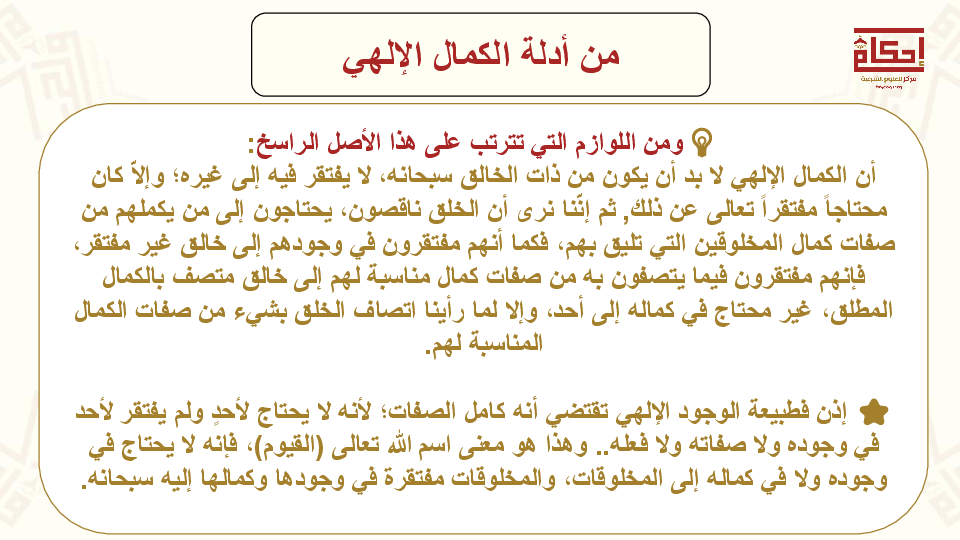 من أدلة الكمال الإلهي
إحكام
مركز للعلوم الشرعية
ومن اللوازم التي تترتب على هذا الأصل الراسخ:
أن الكمال الإلهي لا بد أن يكون من ذات الخالق سبحانه، لا يفتقر فيه إلى غيره؛ وإلاّ كان
محتاجاً مفتقراً تعالى عن ذلك, ثم إنّنا نرى أن الخلق ناقصون، يحتاجون إلى من يكملهم من
صفات كمال المخلوقين التي تليق بهم، فكما أنهم مفتقرون في وجودهم إلى خالق غير مفتقر،
فإنهم مفتقرون فيما يتصفون به من صفات كمال مناسبة لهم إلى خالق متصف بالكمال
المطلق، غير محتاج في كماله إلى أحد، وإلا لما رأينا اتصاف الخلق بشيء من صفات الكمال
المناسبة لهم.
إذن فطبيعة الوجود الإلهي تقتضي أنه كامل الصفات؛ لأنه لا يحتاج لأحدٍ ولم يفتقر لأحد
في وجوده ولا صفاته ولا فعله.. وهذا هو معنى اسم الله تعالى (القيوم)، فإنه لا يحتاج في
وجوده ولا في كماله إلى المخلوقات، والمخلوقات مفتقرة في وجودها وكمالها إليه سبحانه.